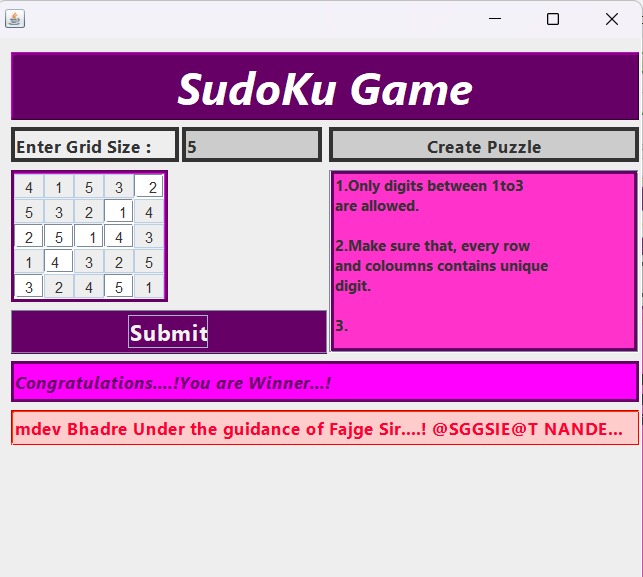 SudoKu Game
Enter Grid Size : 5 Create Puzzle
4 1 5 3 2
5 3 2 1 4
2 5 1 4 3
1 4 3 2 5
3 2 4 5 1
1.Only digits between 1to3
are allowed.
2.Make sure that, every row
and coloumns contains unique
digit.
3.
Submit
Congratulations....!You are Winner...!
mdev Bhadre Under the guidance of Fajge Sir....! @SGGSIE@T NANDE...